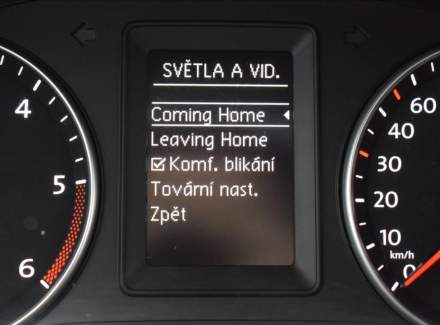 SVĚTLA A VID.
Coming Home
Leaving Home
Komf. blikání
Tovární nast.
Zpět
4
5
6
60
40
30
20
10
km/h
0